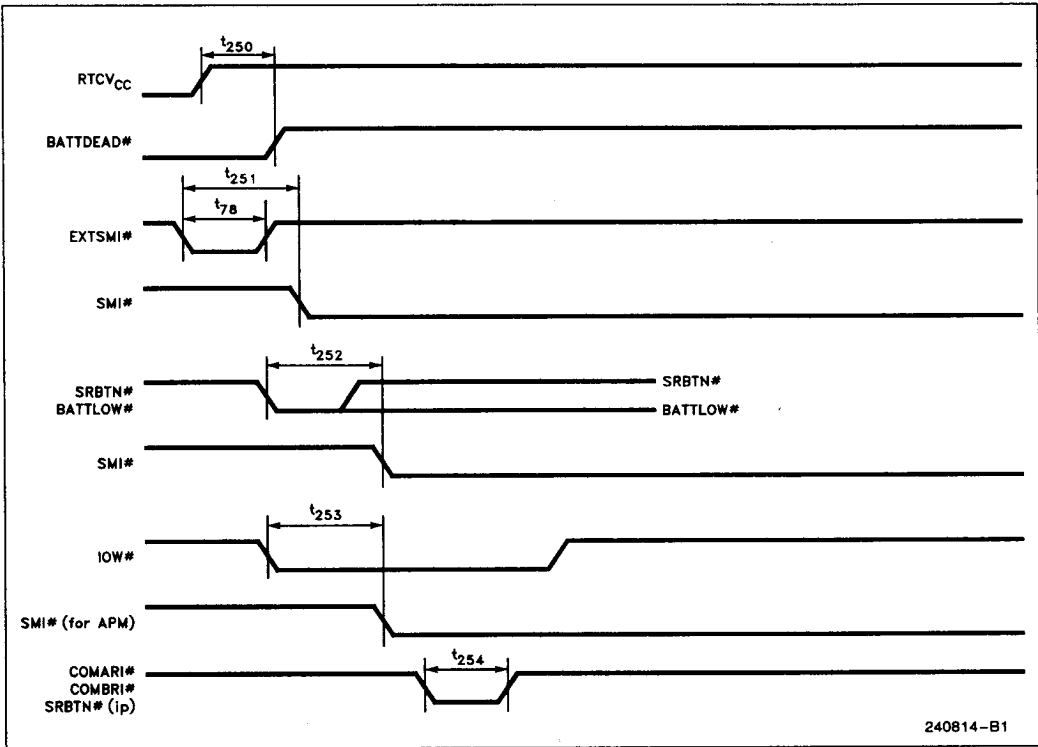 t250
RTCVCC
BATTDEAD#
t251
t78
EXTSMI#
SMI#
t252
SRBTN#
BATTLOW#
SRBTN#
BATTLOW#
SMI#
t253
IOW#
SMI# (for APM)
t254
COMARI#
COMBRI#
SRBTN# (ip)
240814-B1